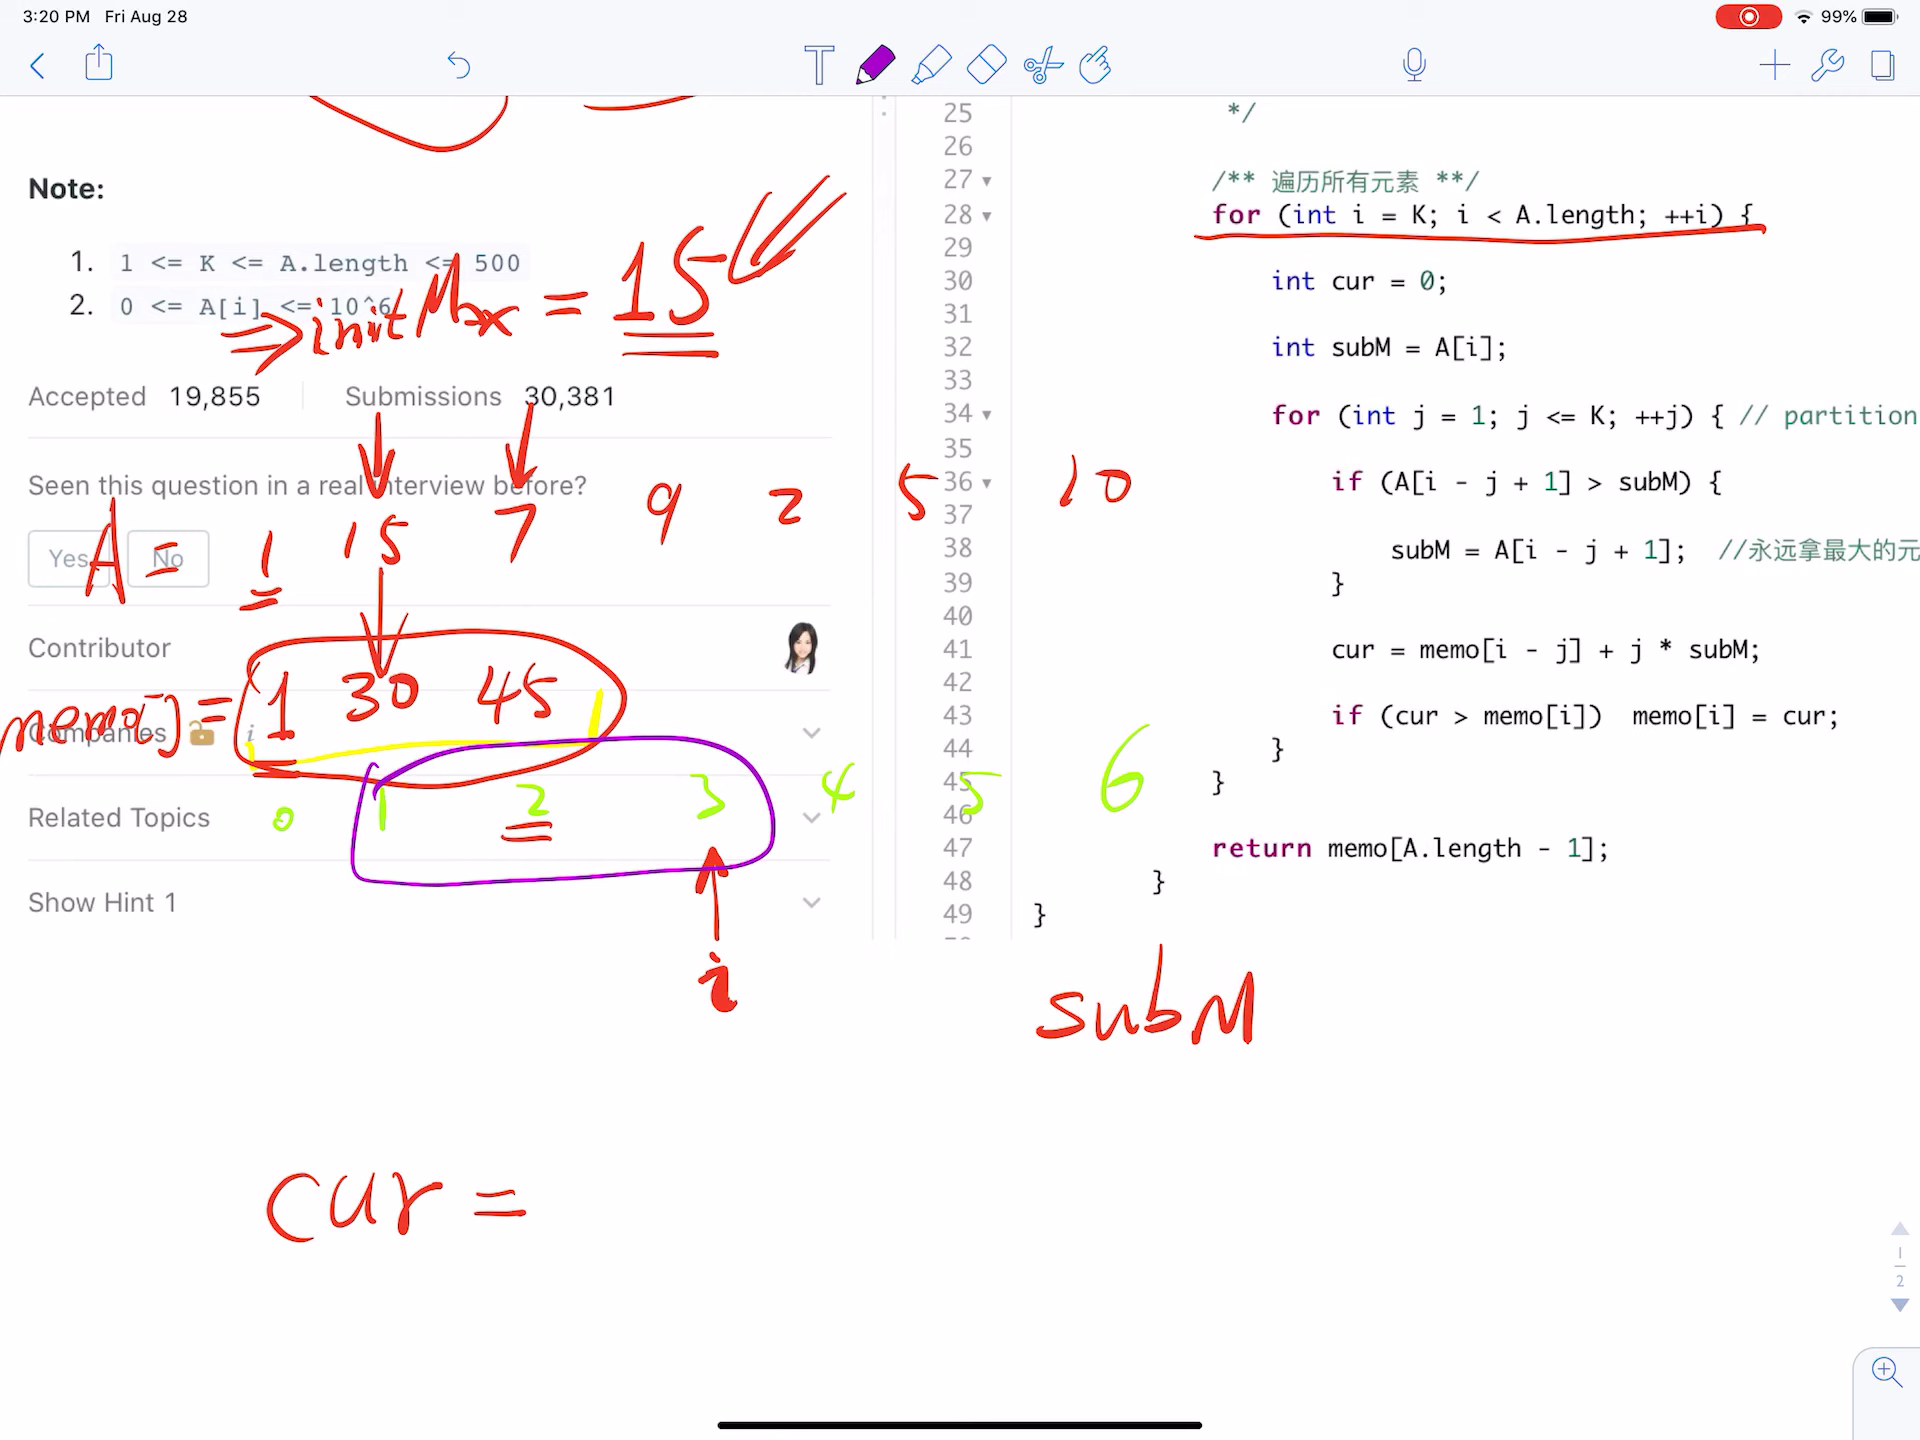 3:20 PM Fri Aug 28
99%
T
Note:
1. 1 <= K <= A.length <= 500
2. 0 <= A[i] <= 10^6
=> initMax = 15
Accepted 19,855 Submissions 30,381
Seen this question in a real interview before?
Yes No
A = 1 15 7 9 2 5 10
Contributor
memo[] = 1 30 45
Companies i
0 1 2 3 4 5 6
Related Topics
i
Show Hint 1
25 */
26
27 /** 遍历所有元素 **/
28 for (int i = K; i < A.length; ++i) {
29
30 int cur = 0;
31
32 int subM = A[i];
33
34 for (int j = 1; j <= K; ++j) { // partition
35
36 if (A[i - j + 1] > subM) {
37
38 subM = A[i - j + 1]; //永远拿最大的元
39 }
40
41 cur = memo[i - j] + j * subM;
42
43 if (cur > memo[i]) memo[i] = cur;
44 }
45 }
46
47 return memo[A.length - 1];
48 }
49 }
subM
cur =
1
2